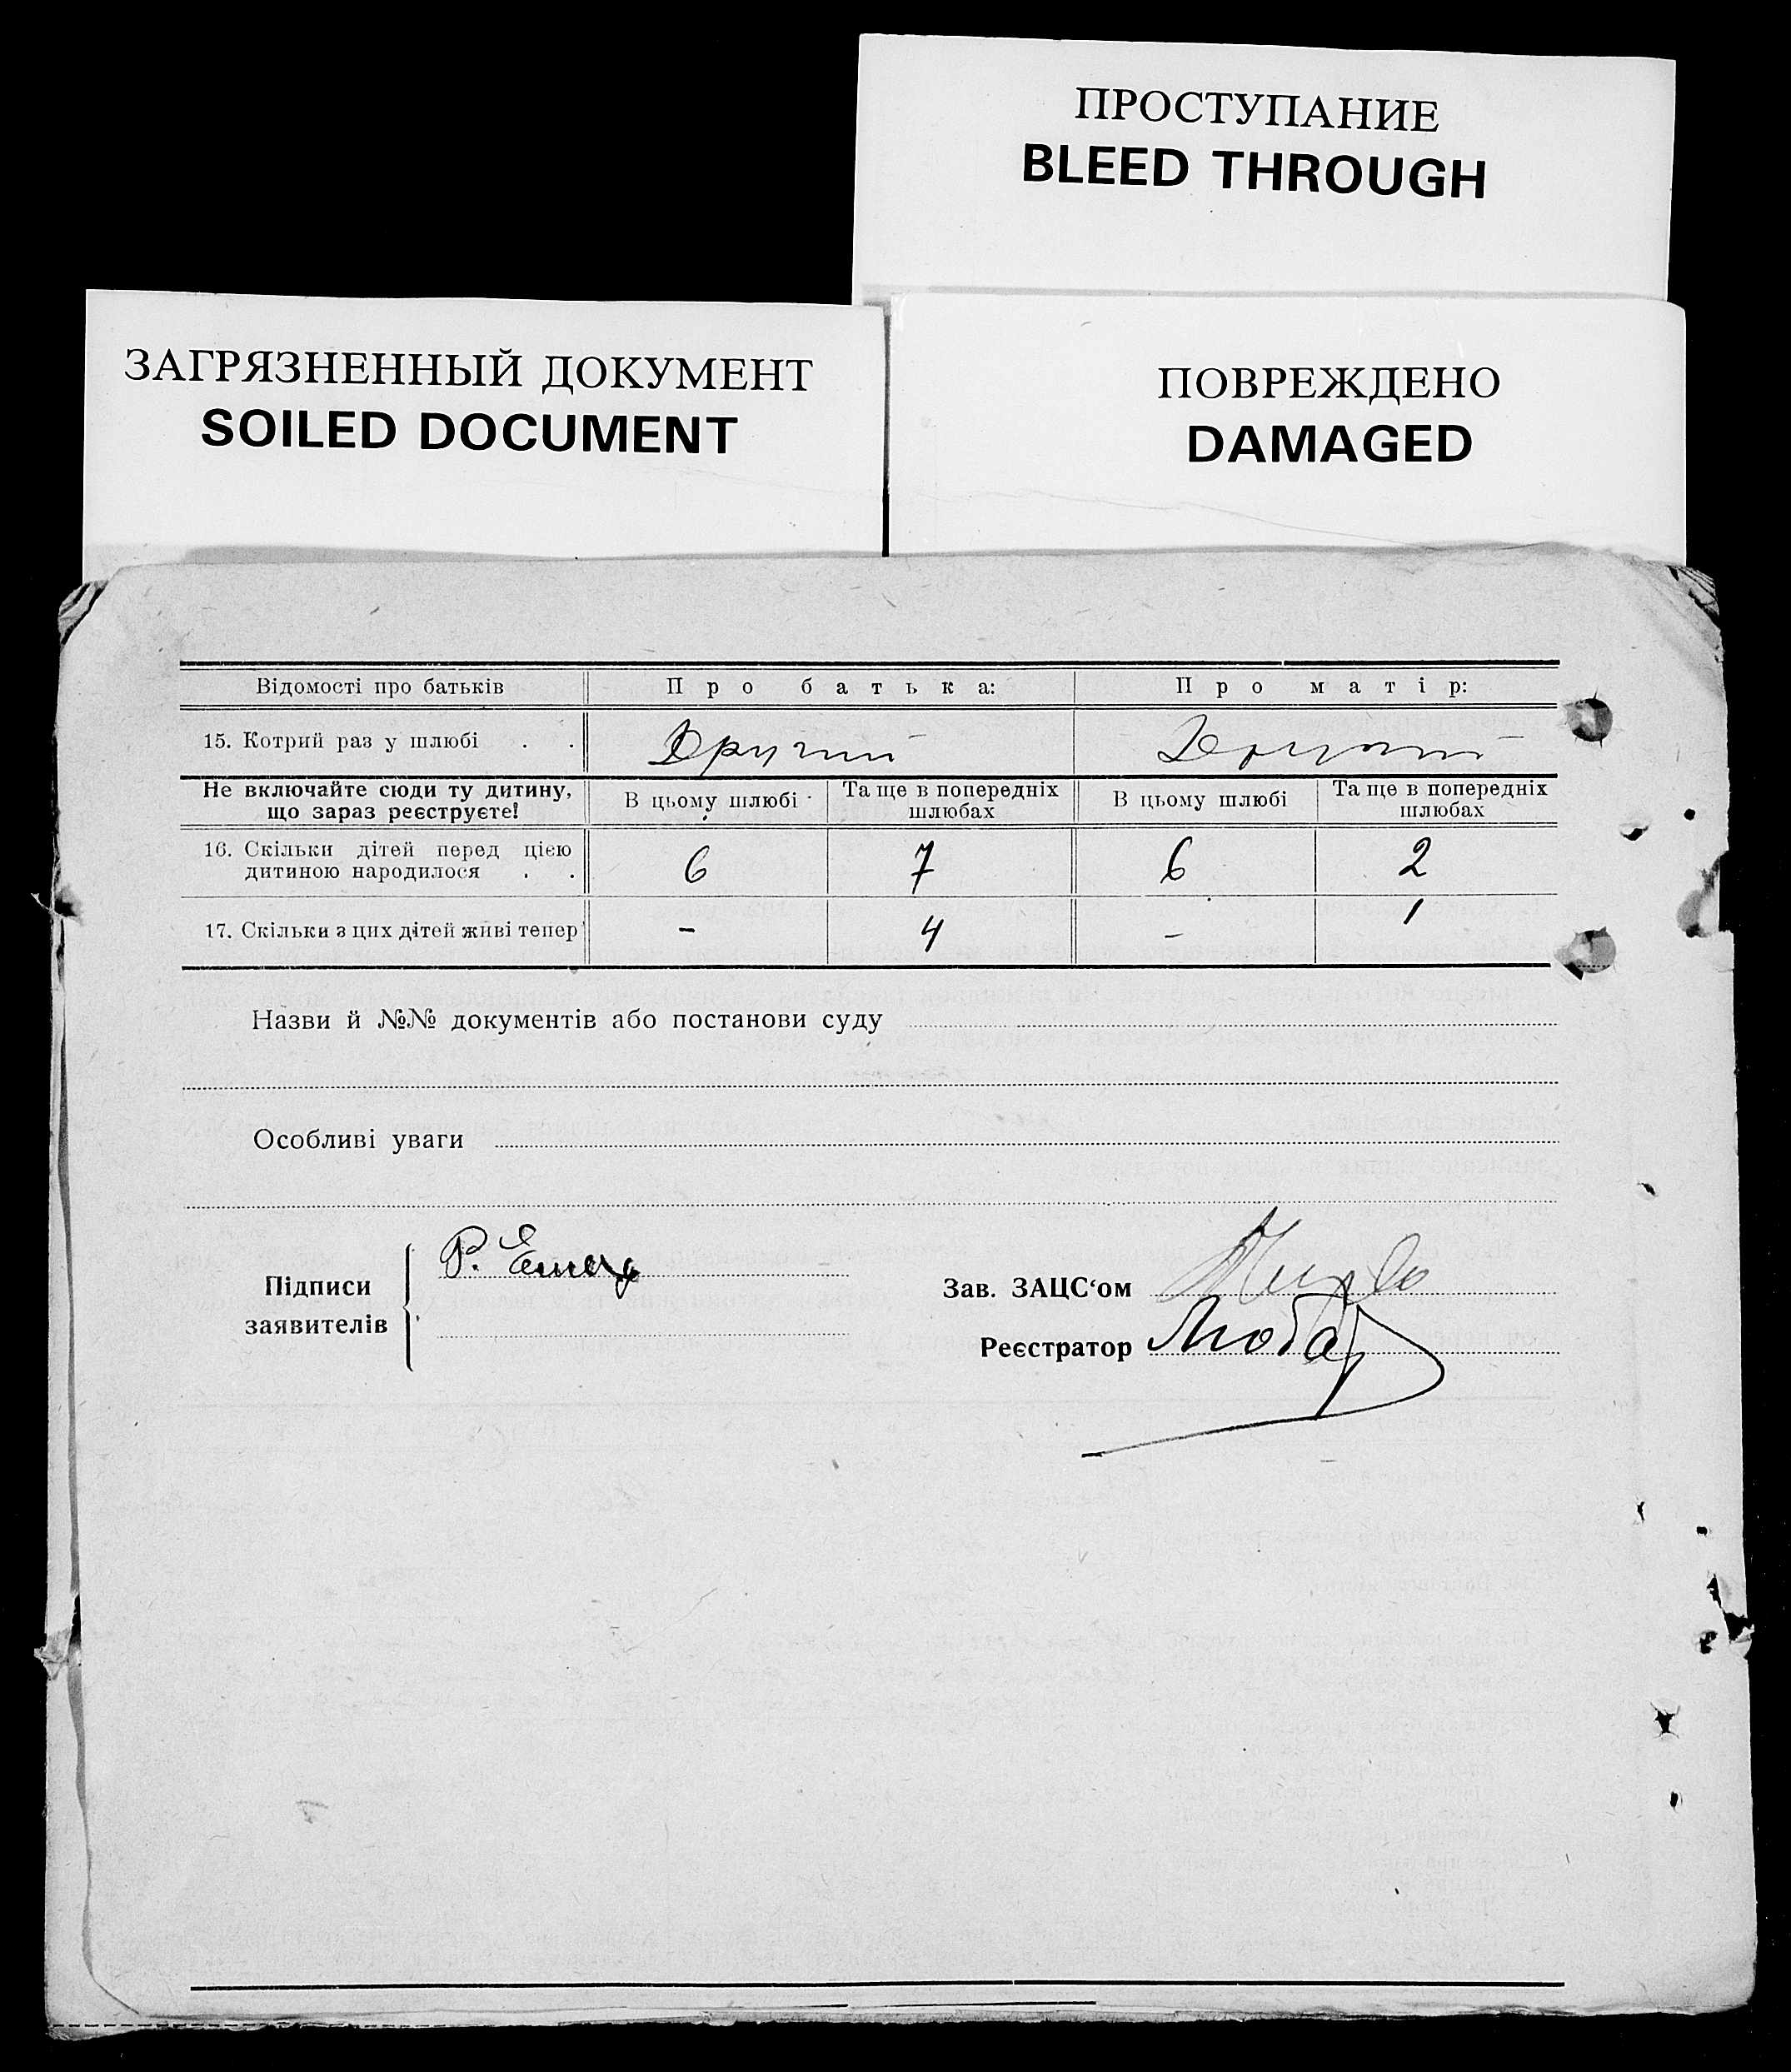 ПРОСТУПАНИЕ
BLEED THROUGH
ЗАГРЯЗНЕННЫЙ ДОКУМЕНТ
SOILED DOCUMENT
ПОВРЕЖДЕНО
DAMAGED
Відомості про батьків Про батька: Про матір:
15. Котрий раз у шлюбі . . Другий Другий
Не включайте сюди ту дитину, що зараз реєструєте! В цьому шлюбі Та ще в попередніх шлюбах В цьому шлюбі Та ще в попередніх шлюбах
16. Скільки дітей перед цією
дитиною народилося . . 6 7 6 2
17. Скільки з цих дітей живі тепер - 4 - 1
Назви й №№ документів або постанови суду
Особливі уваги
Підписи
заявителів
Р.
Зав. ЗАЦС‘ом
Реєстратор